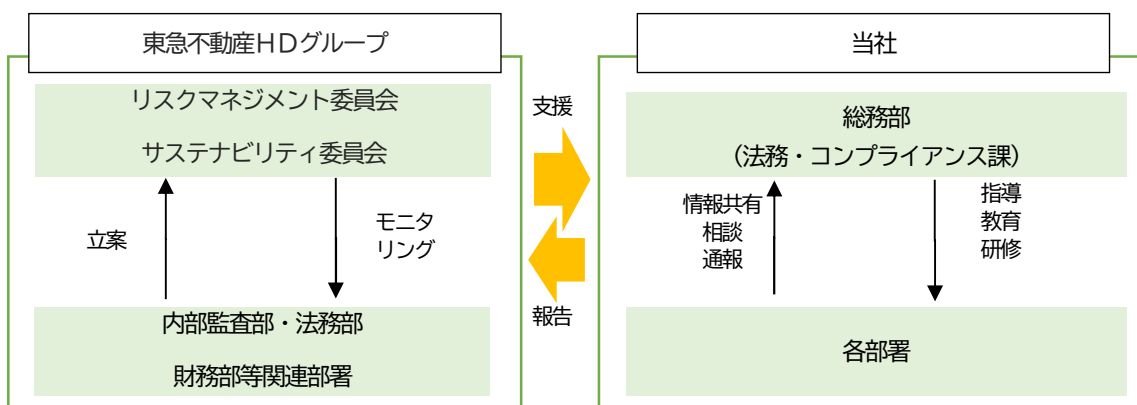 東急不動産HDグループ
リスクマネジメント委員会
サステナビリティ委員会
立案
モニタ
リング
内部監査部・法務部
財務部等関連部署
支援
報告
当社
総務部
(法務・コンプライアンス課)
情報共有
相談
通報
指導
教育
研修
各部署